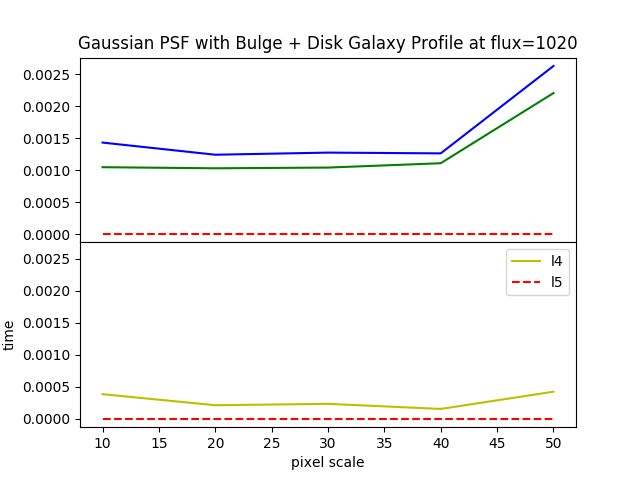 Gaussian PSF with Bulge + Disk Galaxy Profile at flux=1020
0.0025
0.0020
0.0015
0.0010
0.0005
0.0000
0.0025
0.0020
0.0015
0.0010
0.0005
0.0000
time
l4
l5
10 15 20 25 30 35 40 45 50
pixel scale